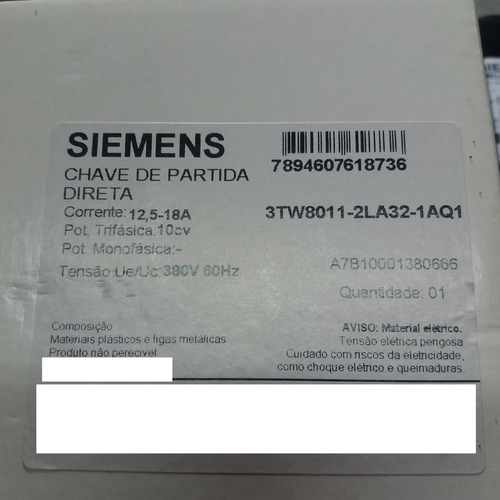 SIEMENS
CHAVE DE PARTIDA
DIRETA
Corrente: 12,5-18A
Pot. Trifásica:10cv
Pot. Monofásica:-
Tensão Ue/Uc: 380V 60Hz
7894607618736
3TW8011-2LA32-1AQ1
A7B10001380666
Quantidade: 01
Composição
Materiais plásticos e ligas metálicas
Produto não perecivel
AVISO: Material elétrico.
Tensão elétrica perigosa
Cuidado com riscos da eletricidade,
como choque elétrico e queimaduras.